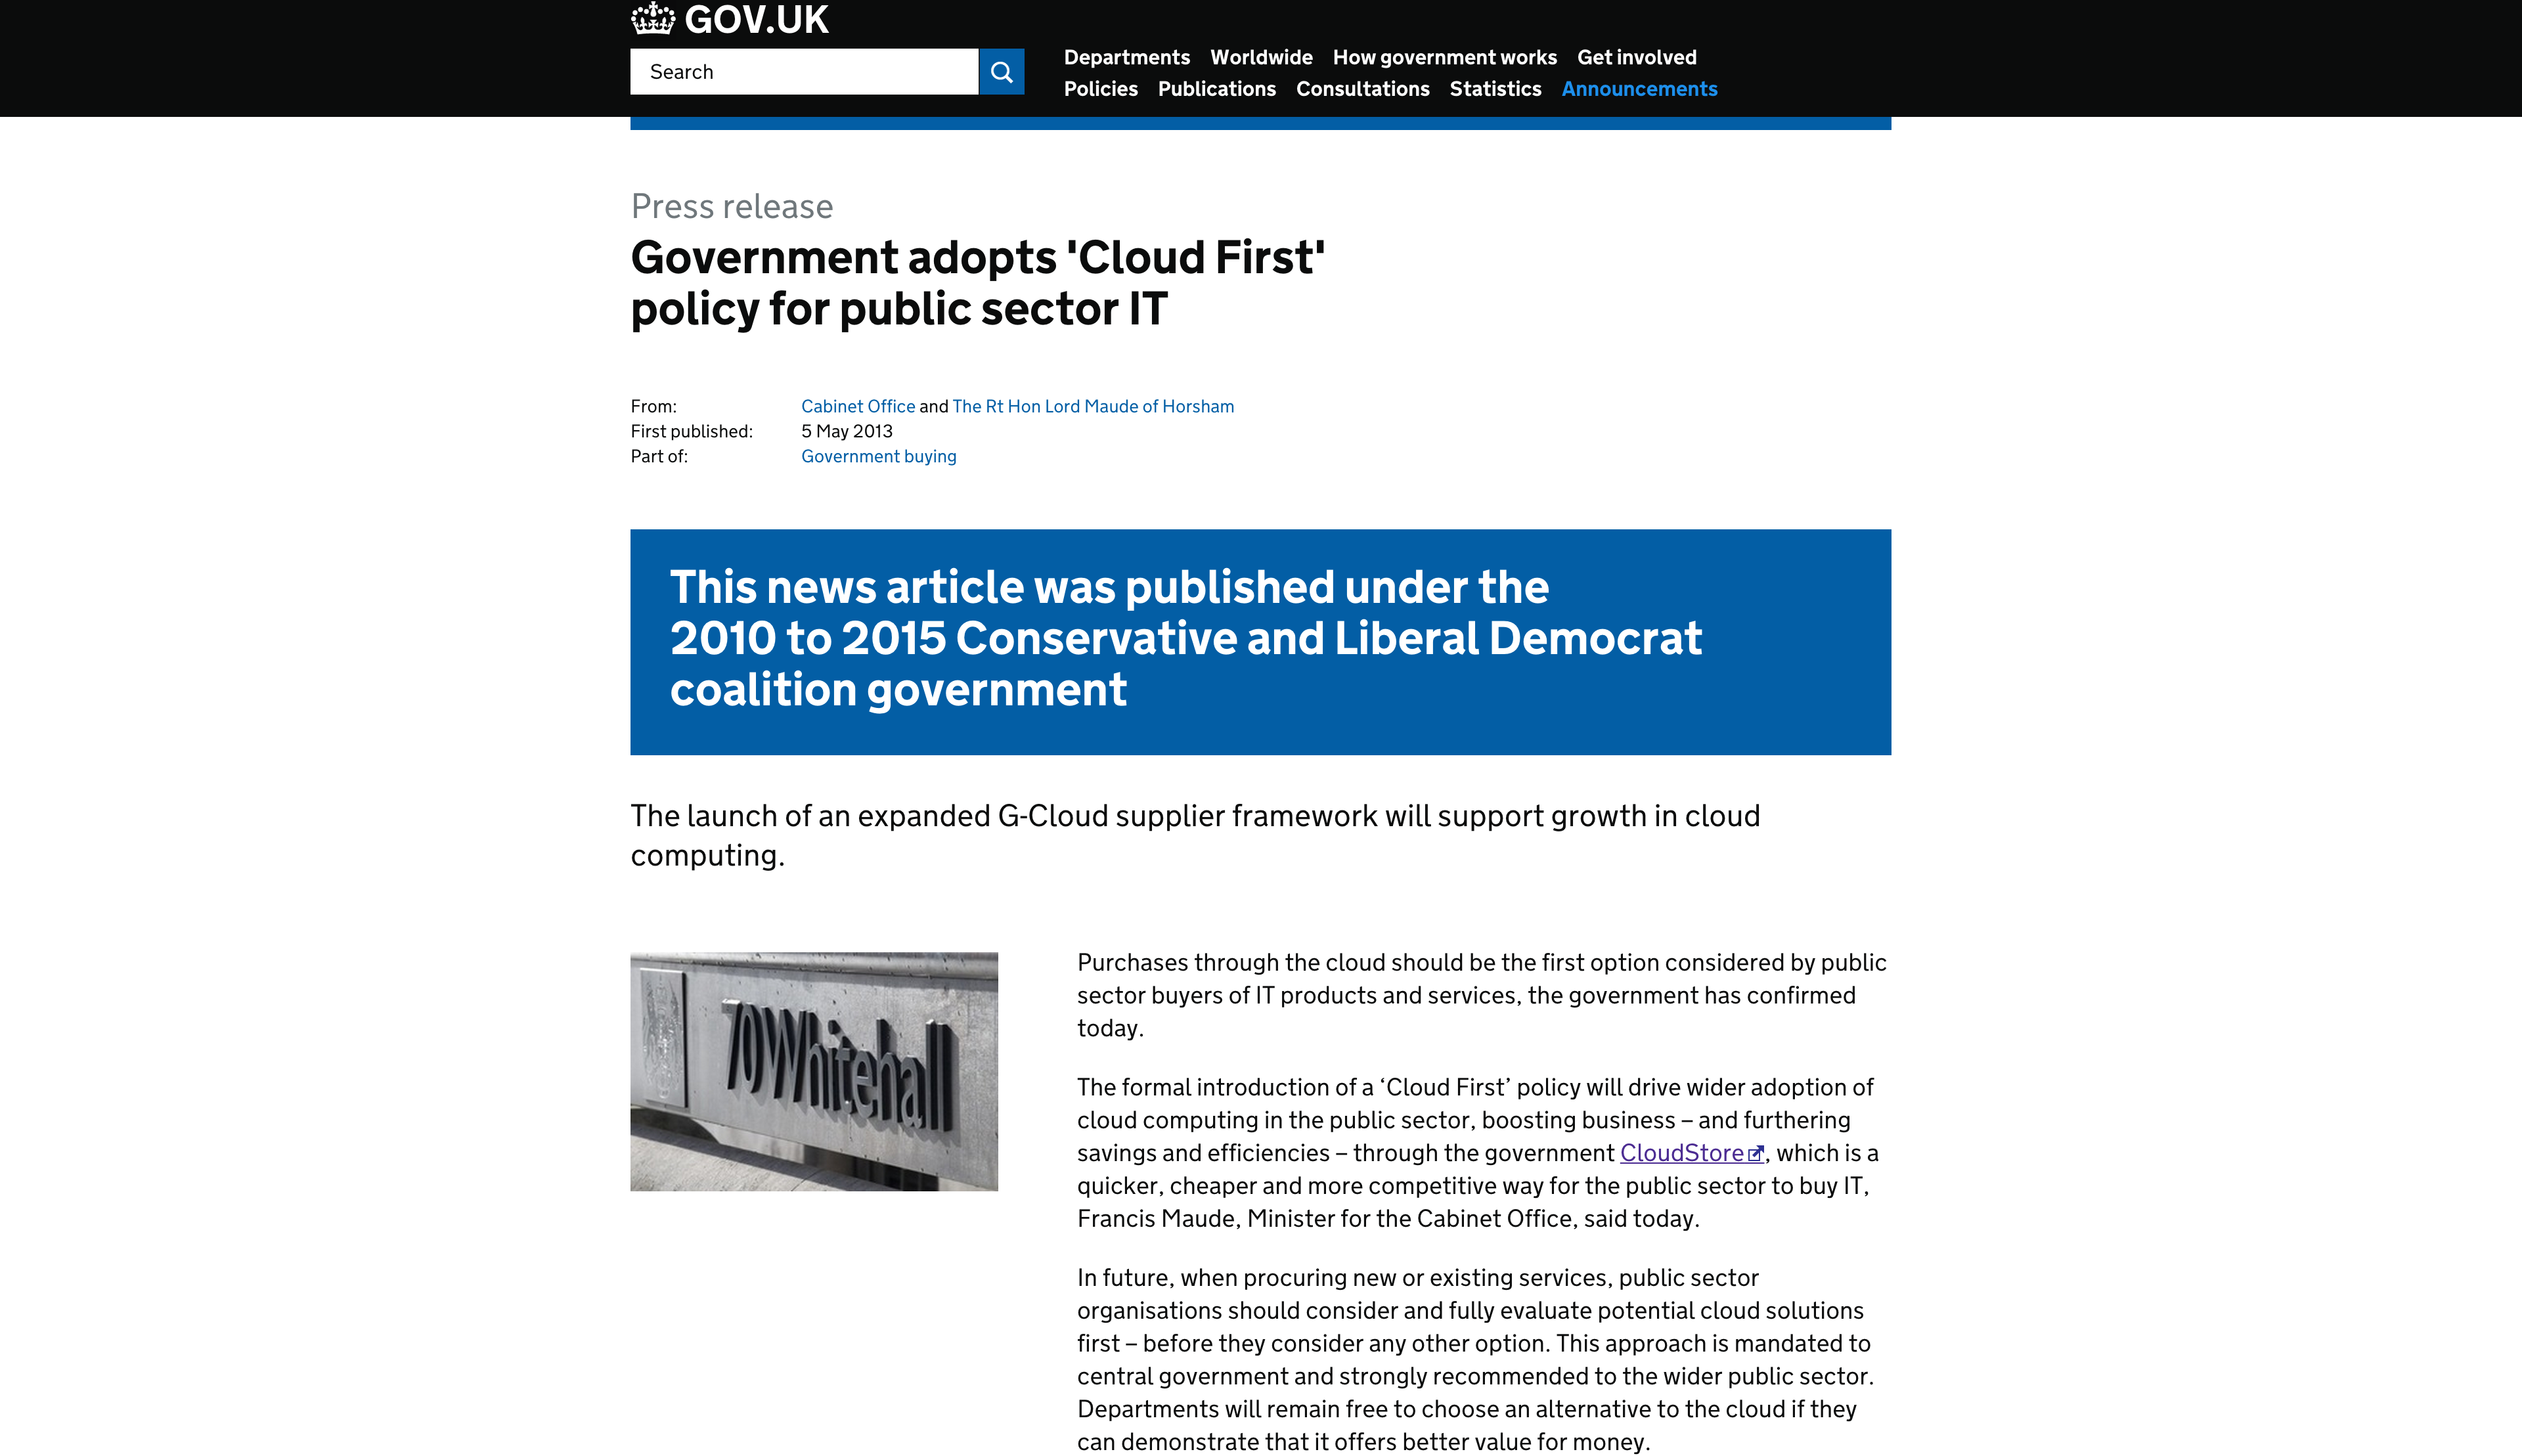 GOV.UK
Search
Departments Worldwide How government works Get involved
Policies Publications Consultations Statistics Announcements
Press release
Government adopts 'Cloud First'
policy for public sector IT
From: Cabinet Office and The Rt Hon Lord Maude of Horsham
First published: 5 May 2013
Part of: Government buying
This news article was published under the
2010 to 2015 Conservative and Liberal Democrat
coalition government
The launch of an expanded G-Cloud supplier framework will support growth in cloud
computing.
70 Whitehall
Purchases through the cloud should be the first option considered by public
sector buyers of IT products and services, the government has confirmed
today.
The formal introduction of a ‘Cloud First’ policy will drive wider adoption of
cloud computing in the public sector, boosting business – and furthering
savings and efficiencies – through the government CloudStore, which is a
quicker, cheaper and more competitive way for the public sector to buy IT,
Francis Maude, Minister for the Cabinet Office, said today.
In future, when procuring new or existing services, public sector
organisations should consider and fully evaluate potential cloud solutions
first – before they consider any other option. This approach is mandated to
central government and strongly recommended to the wider public sector.
Departments will remain free to choose an alternative to the cloud if they
can demonstrate that it offers better value for money.